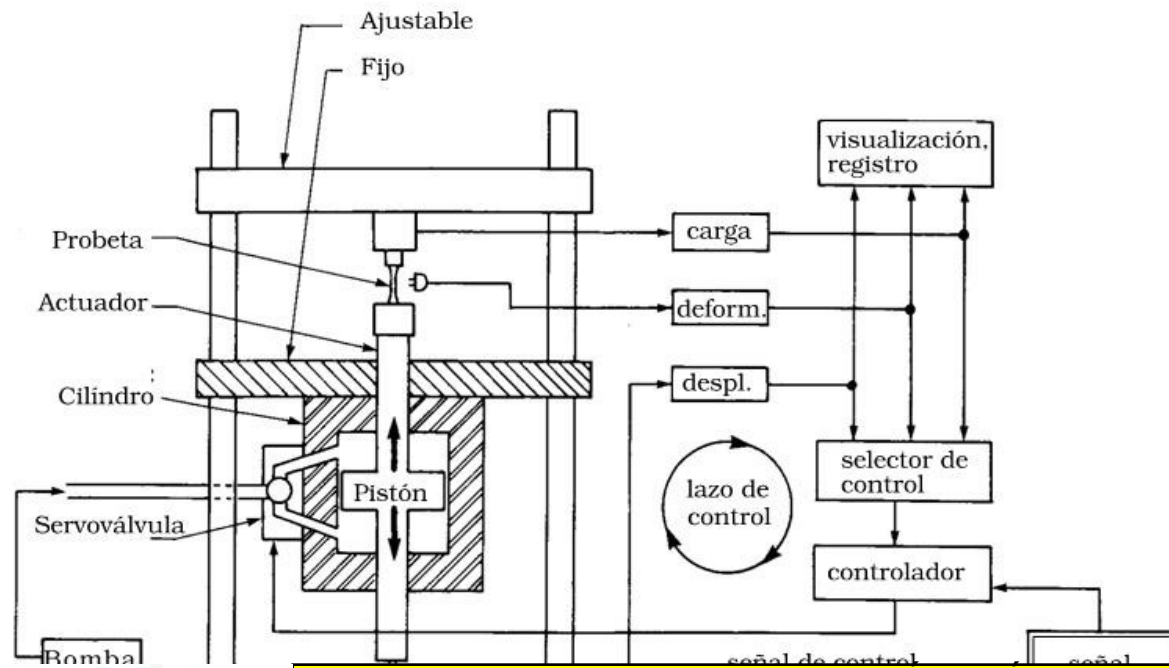 Ajustable
Fijo
Probeta
Actuador
Cilíndro
Servoválvula
Bomba
Pistón
carga
deform.
despl.
visualización,
registro
selector de
control
lazo de
control
controlador
señal de control
señal